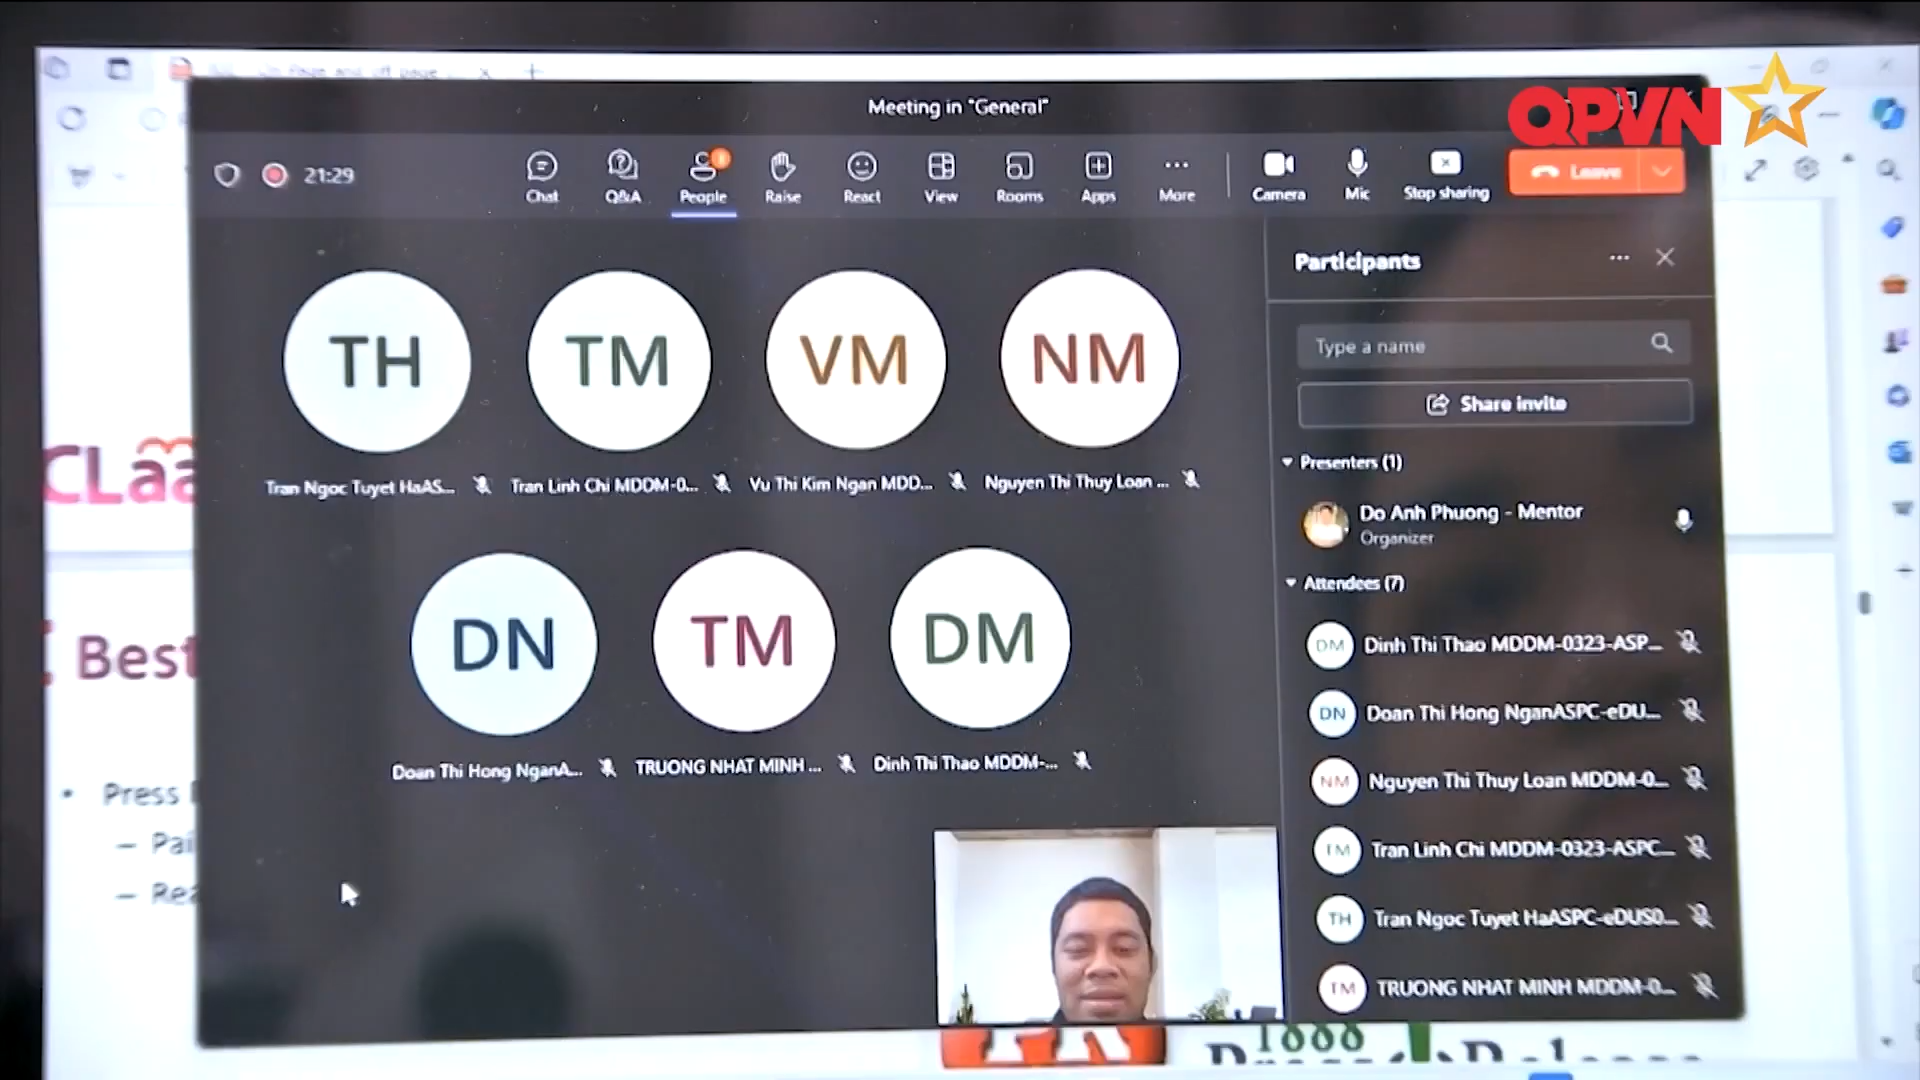 Meeting in "General"
QPVN
21:29
Chat
Q&A
People
Raise
React
View
Rooms
Apps
More
Camera
Mic
Stop sharing
Leave
TH
TM
VM
NM
Tran Ngoc Tuyet HaAS...
Tran Linh Chi MDDM-0...
Vu Thi Kim Ngan MDD...
Nguyen Thi Thuy Loan ...
DN
TM
DM
Doan Thi Hong NganA...
TRUONG NHAT MINH ...
Dinh Thi Thao MDDM-...
Participants
Type a name
Share invite
Presenters (1)
Do Anh Phuong - Mentor
Organizer
Attendees (7)
DM Dinh Thi Thao MDDM-0323-ASP...
DN Doan Thi Hong NganASPC-eDU...
NM Nguyen Thi Thuy Loan MDDM-0...
TM Tran Linh Chi MDDM-0323-ASPC...
TH Tran Ngoc Tuyet HaASPC-eDUS0...
TM TRUONG NHAT MINH MDDM-0...
CLaa
Best
• Press
– Pai
– Rea